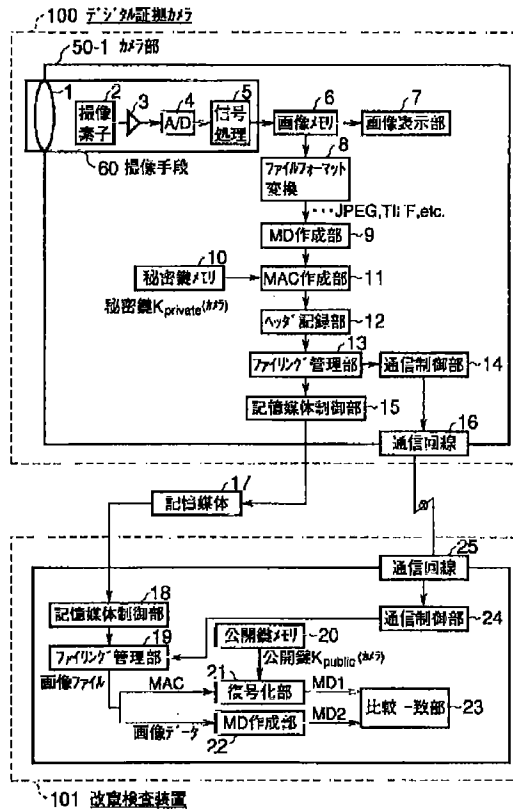 100 デジタル証拠カメラ
50-1 カメラ部
1
2
3
4
5
6
7
撮像素子
A/D
信号処理
画像メモリ
画像表示部
60 撮像手段
8
ファイルフォーマット変換
…JPEG,TIFF,etc.
MD作成部
9
10
秘密鍵メモリ
MAC作成部
11
秘密鍵Kprivate(カメラ)
ヘッダ記録部
12
13
ファイリング管理部
通信制御部
14
記憶媒体制御部
15
16
通信回線
17
記憶媒体
25
通信回線
18
記憶媒体制御部
通信制御部
24
19
公開鍵メモリ
20
ファイリング管理部
公開鍵Kpublic(カメラ)
画像ファイル
21
MAC
復号化部
MD1
比較一致部
23
画像データ
MD作成部
MD2
22
101 改竄検査装置